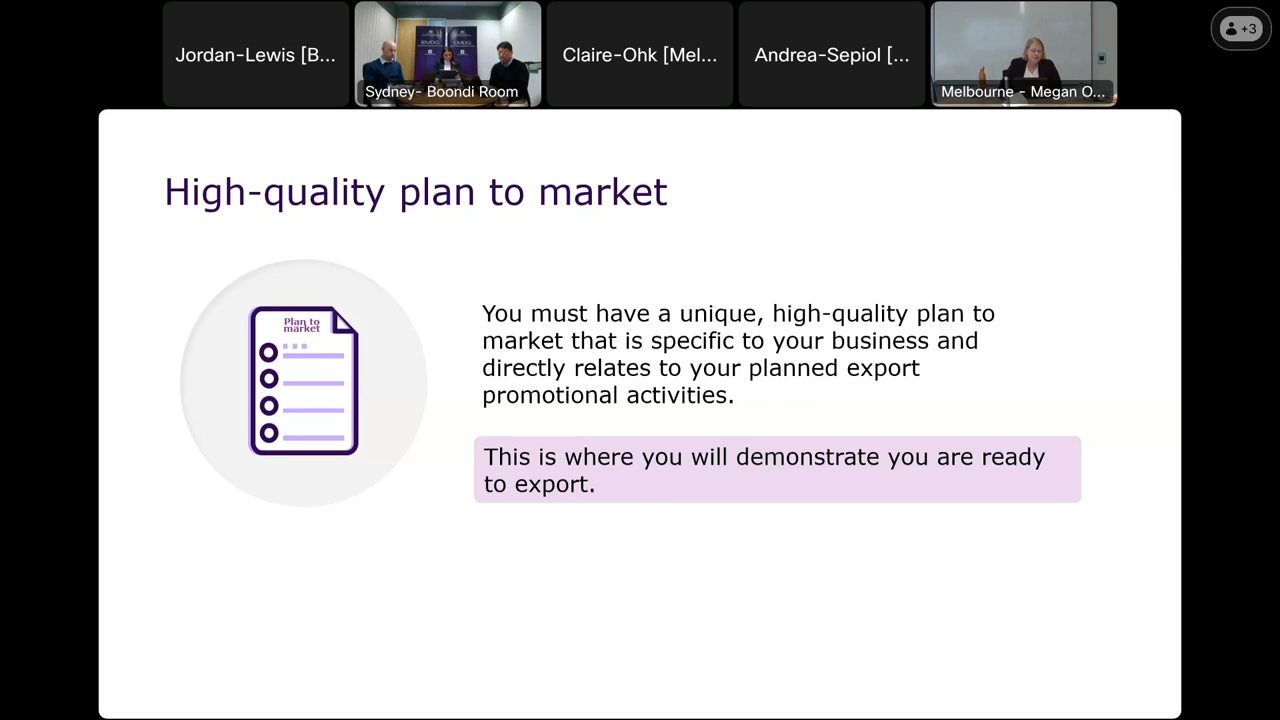 Jordan-Lewis [B...
Sydney- Boondi Room
Claire-Ohk [Mel...
Andrea-Sepiol [...
Melbourne - Megan O...
+3
EMDG
EMDG
High-quality plan to market
Plan to
market
You must have a unique, high-quality plan to
market that is specific to your business and
directly relates to your planned export
promotional activities.
This is where you will demonstrate you are ready
to export.